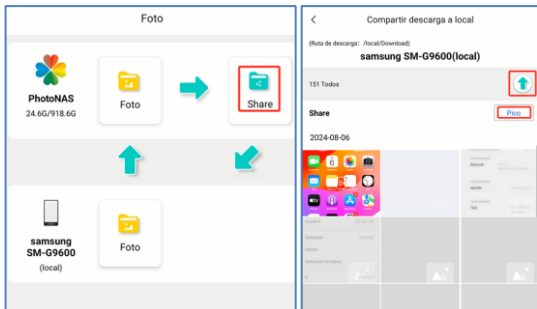 Foto
PhotoNAS
24.6G/918.6G
Foto
Share
samsung
SM-G9600
(local)
Foto
Compartir descarga a local
(Ruta de descarga: /local/Download)
samsung SM-G9600(local)
151 Todos
Share
Pico
2024-08-06